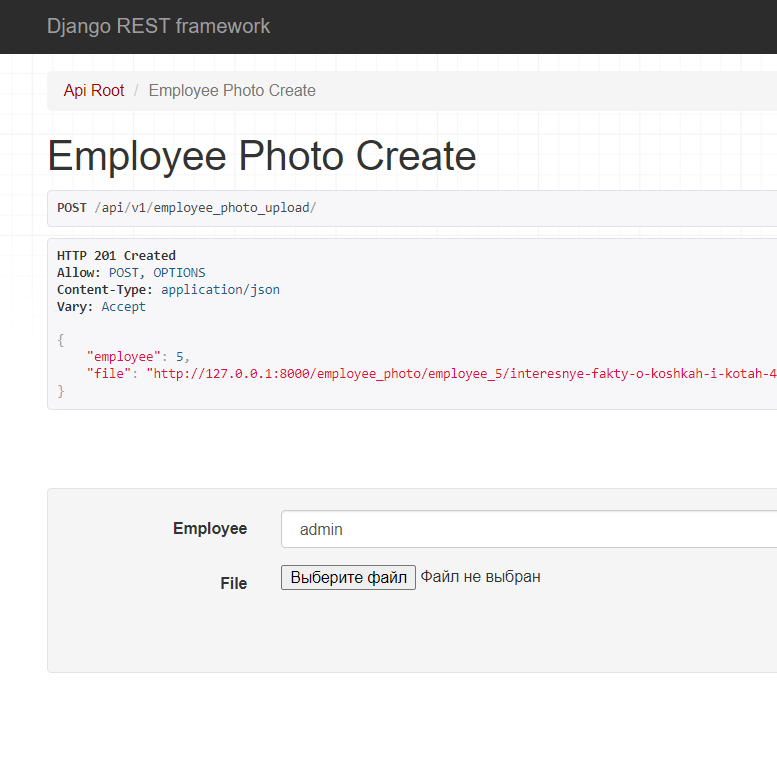 Django REST framework
Api Root / Employee Photo Create
Employee Photo Create
POST /api/v1/employee_photo_upload/
HTTP 201 Created
Allow: POST, OPTIONS
Content-Type: application/json
Vary: Accept
{
"employee": 5,
"file": "http://127.0.0.1:8000/employee_photo/employee_5/interesnye-fakty-o-koshkah-i-kotah-4
}
Employee admin
File Выберите файл Файл не выбран